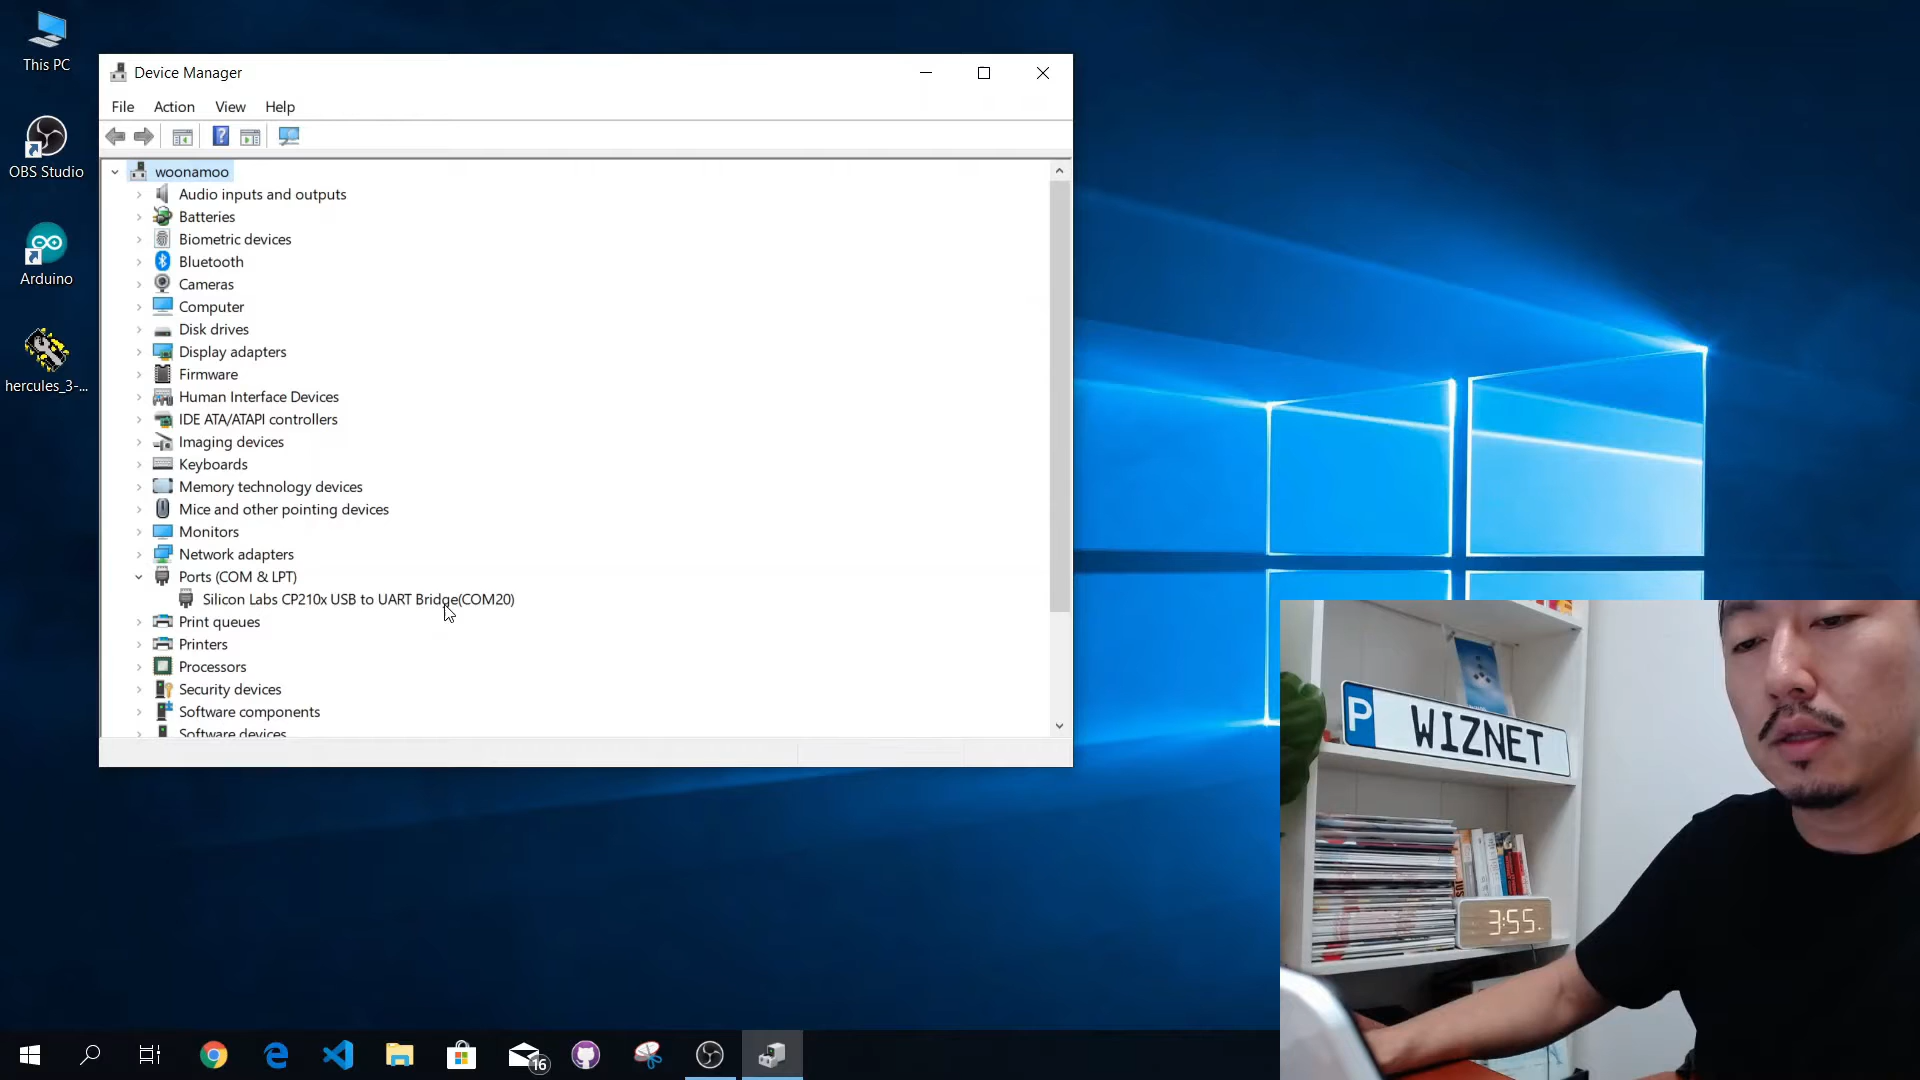 This PC
OBS Studio
Arduino
hercules_3-...
Device Manager
File Action View Help
woonamoo
Audio inputs and outputs
Batteries
Biometric devices
Bluetooth
Cameras
Computer
Disk drives
Display adapters
Firmware
Human Interface Devices
IDE ATA/ATAPI controllers
Imaging devices
Keyboards
Memory technology devices
Mice and other pointing devices
Monitors
Network adapters
Ports (COM & LPT)
Silicon Labs CP210x USB to UART Bridge(COM20)
Print queues
Printers
Processors
Security devices
Software components
Software devices
P WIZNET
3:55
16